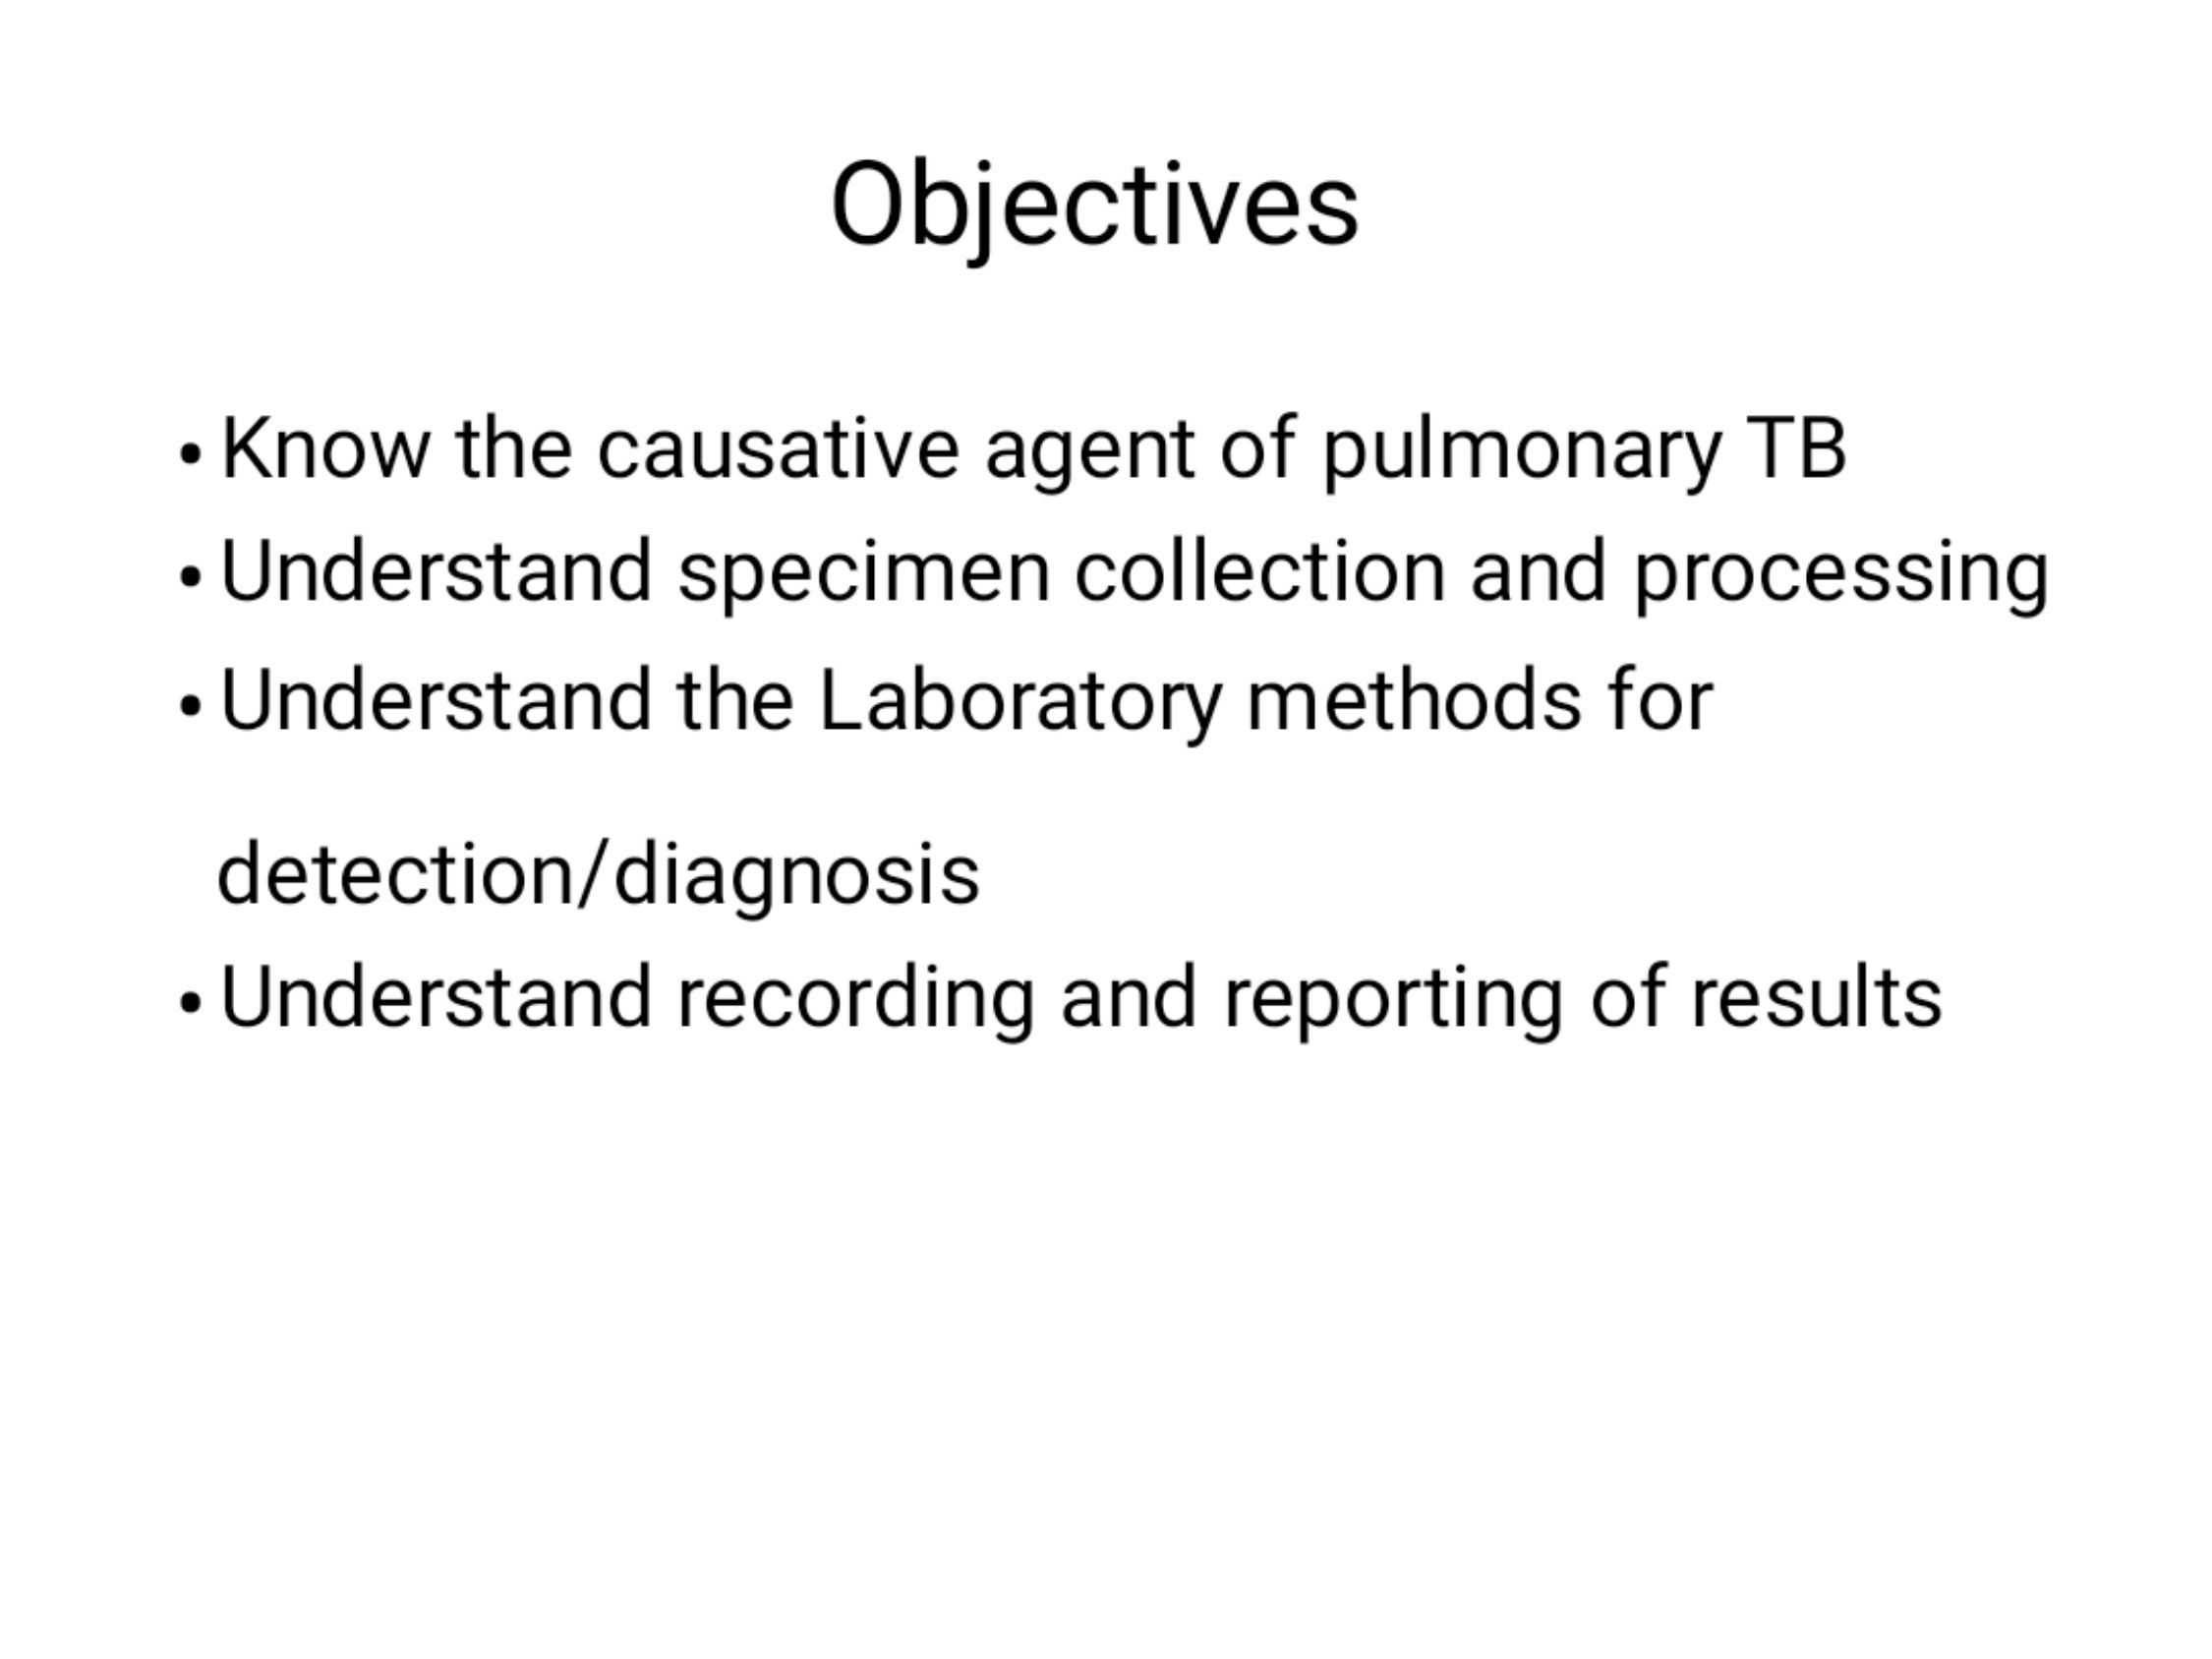 Objectives
• Know the causative agent of pulmonary TB
• Understand specimen collection and processing
• Understand the Laboratory methods for
detection/diagnosis
• Understand recording and reporting of results